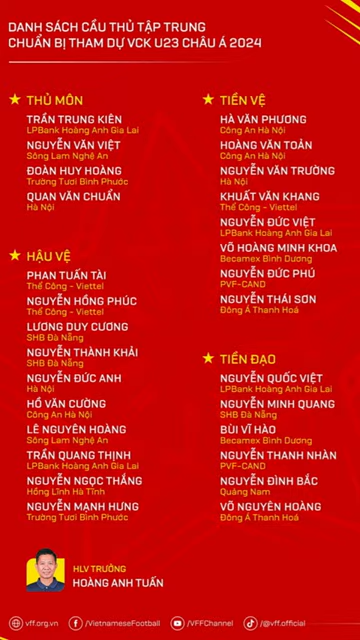 DANH SÁCH CẦU THỦ TẬP TRUNG
CHUẨN BỊ THAM DỰ VCK U23 CHÂU Á 2024
THỦ MÔN
TRẦN TRUNG KIÊN
LPBank Hoàng Anh Gia Lai
NGUYỄN VĂN VIỆT
Sông Lam Nghệ An
ĐOÀN HUY HOÀNG
Trường Tươi Bình Phước
QUAN VĂN CHUẨN
Hà Nội
HẬU VỆ
PHAN TUẤN TÀI
Thể Công - Viettel
NGUYỄN HỒNG PHÚC
Thể Công - Viettel
LƯƠNG DUY CƯƠNG
SHB Đà Nẵng
NGUYỄN THÀNH KHẢI
SHB Đà Nẵng
NGUYỄN ĐỨC ANH
Hà Nội
HỒ VĂN CƯỜNG
Công An Hà Nội
LÊ NGUYÊN HOÀNG
Sông Lam Nghệ An
TRẦN QUANG THỊNH
LPBank Hoàng Anh Gia Lai
NGUYỄN NGỌC THẮNG
Hồng Lĩnh Hà Tĩnh
NGUYỄN MẠNH HƯNG
Trường Tươi Bình Phước
TIỀN VỆ
HÀ VĂN PHƯƠNG
Công An Hà Nội
HOÀNG VĂN TOẢN
Công An Hà Nội
NGUYỄN VĂN TRƯỜNG
Hà Nội
KHUẤT VĂN KHANG
Thể Công - Viettel
NGUYỄN ĐỨC VIỆT
LPBank Hoàng Anh Gia Lai
VÕ HOÀNG MINH KHOA
Becamex Bình Dương
NGUYỄN ĐỨC PHÚ
PVF-CAND
NGUYỄN THÁI SƠN
Đông Á Thanh Hoá
TIỀN ĐẠO
NGUYỄN QUỐC VIỆT
LPBank Hoàng Anh Gia Lai
NGUYỄN MINH QUANG
SHB Đà Nẵng
BÙI VĨ HÀO
Becamex Bình Dương
NGUYỄN THANH NHÀN
PVF-CAND
NGUYỄN ĐÌNH BẮC
Quảng Nam
VÕ NGUYÊN HOÀNG
Đông Á Thanh Hoá
HLV TRƯỞNG
HOÀNG ANH TUẤN
vff.org.vn
/VietnameseFootball
/VFFChannel
/@vff.official